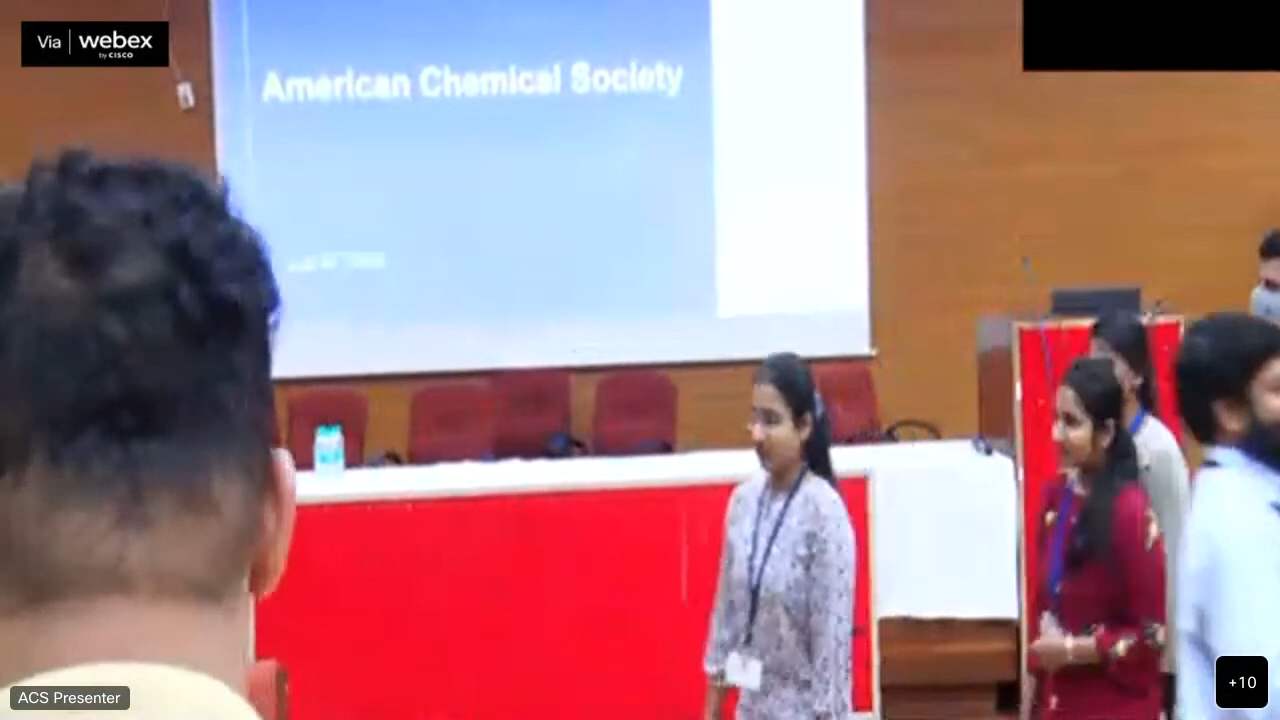 Via webex
by CISCO
American Chemical Society
ACS Presenter
+10